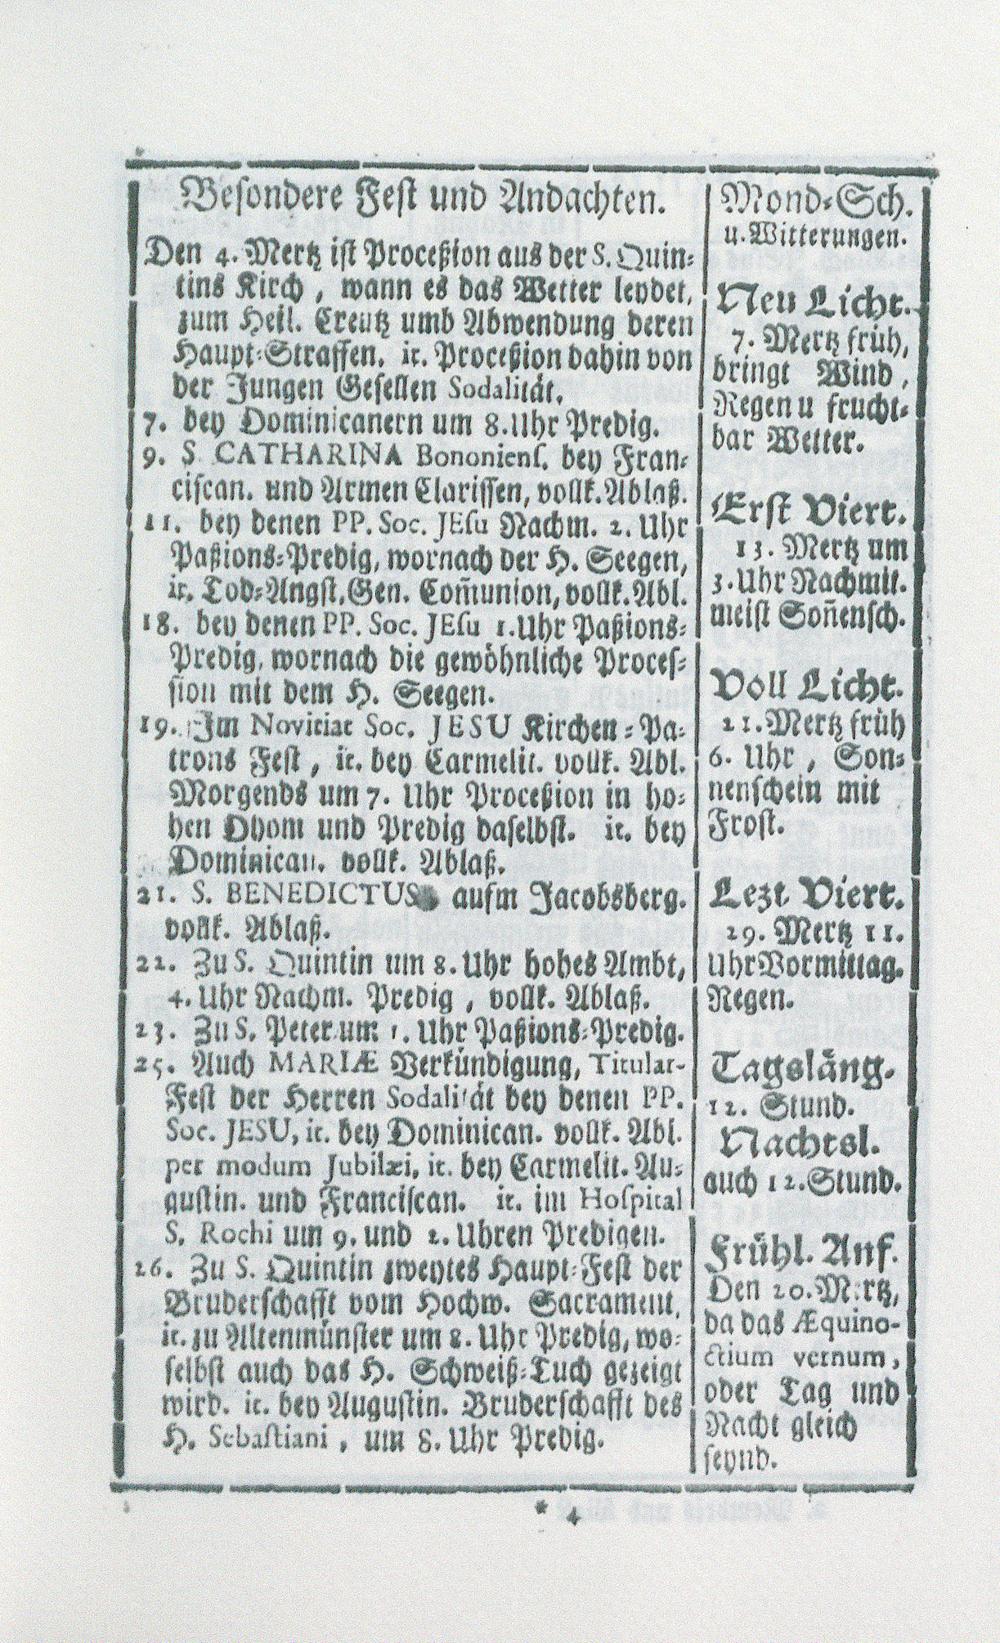 Besondere Fest und Andachten.
Den 4. Mertz ist Proceßion aus der S. Quin⸗
tins Kirch, wann es das Wetter leydet,
zum Heil. Creutz umb Abwendung deren
Haupt⸗Straffen, it. Proceßion dahin von
der Jungen Gesellen Sodalität.
7. bey Dominicanern um 8. Uhr Predig.
9. S. CATHARINA Bononiens. bey Fran⸗
ciscan. und Armen Clarissen, vollk. Ablaß.
11. bey denen PP. Soc. JEsu Nachm. 2. Uhr
Paßions⸗Predig, wornach der H. Seegen,
it. Tod⸗Angst, Gen. Com̄union, vollk. Abl.
18. bey denen PP. Soc. JEsu 1. Uhr Paßions⸗
Predig, wornach die gewöhnliche Proces⸗
sion mit dem H. Seegen.
19. Im Novitiat Soc. JESU Kirchen⸗Pa⸗
trons Fest, it. bey Carmelit. vollk. Abl.
Morgends um 7. Uhr Proceßion in ho⸗
hen Dhom und Predig daselbst. it. bey
Dominican. vollk. Ablaß.
21. S. BENEDICTUS aufm Jacobsberg.
vollk. Ablaß.
22. Zu S. Quintin um 8. Uhr hohes Ambt,
4. Uhr Nachm. Predig, vollk. Ablaß.
23. Zu S. Peter um 1. Uhr Paßions⸗Predig.
25. Auch MARIÆ Verkündigung, Titular-
Fest der Herren Sodalität bey denen PP.
Soc. JESU, it. bey Dominican. vollk. Abl.
per modum Jubilæi, it. bey Carmelit. Au⸗
gustin. und Franciscan. it. im Hospital
S. Rochi um 9. und 2. Uhren Predigen.
26. Zu S. Quintin zweytes Haupt⸗Fest der
Bruderschafft vom Hochw. Sacrament,
it. zu Altenmünster um 8. Uhr Predig, wo⸗
selbst auch das H. Schweiß⸗Tuch gezeigt
wird. it. bey Augustin. Bruderschafft des
H. Sebastiani, um 8. Uhr Predig.
Mond⸗Sch.
u. Witterungen.
Neu Licht.
7. Mertz früh,
bringt Wind,
Regen u frucht⸗
bar Wetter.
Erst Viert.
13. Mertz um
3. Uhr Nachmit.
meist Son̄ensch.
Voll Licht.
21. Mertz früh
6. Uhr, Son⸗
nenschein mit
Frost.
Lezt Viert.
29. Mertz 11.
Uhr Vormittag.
Regen.
Tagsläng.
12. Stund.
Nachtsl.
auch 12. Stund.
Frühl. Anf.
Den 20. Mertz,
da das Æquino-
ctium vernum,
oder Tag und
Nacht gleich
seynd.